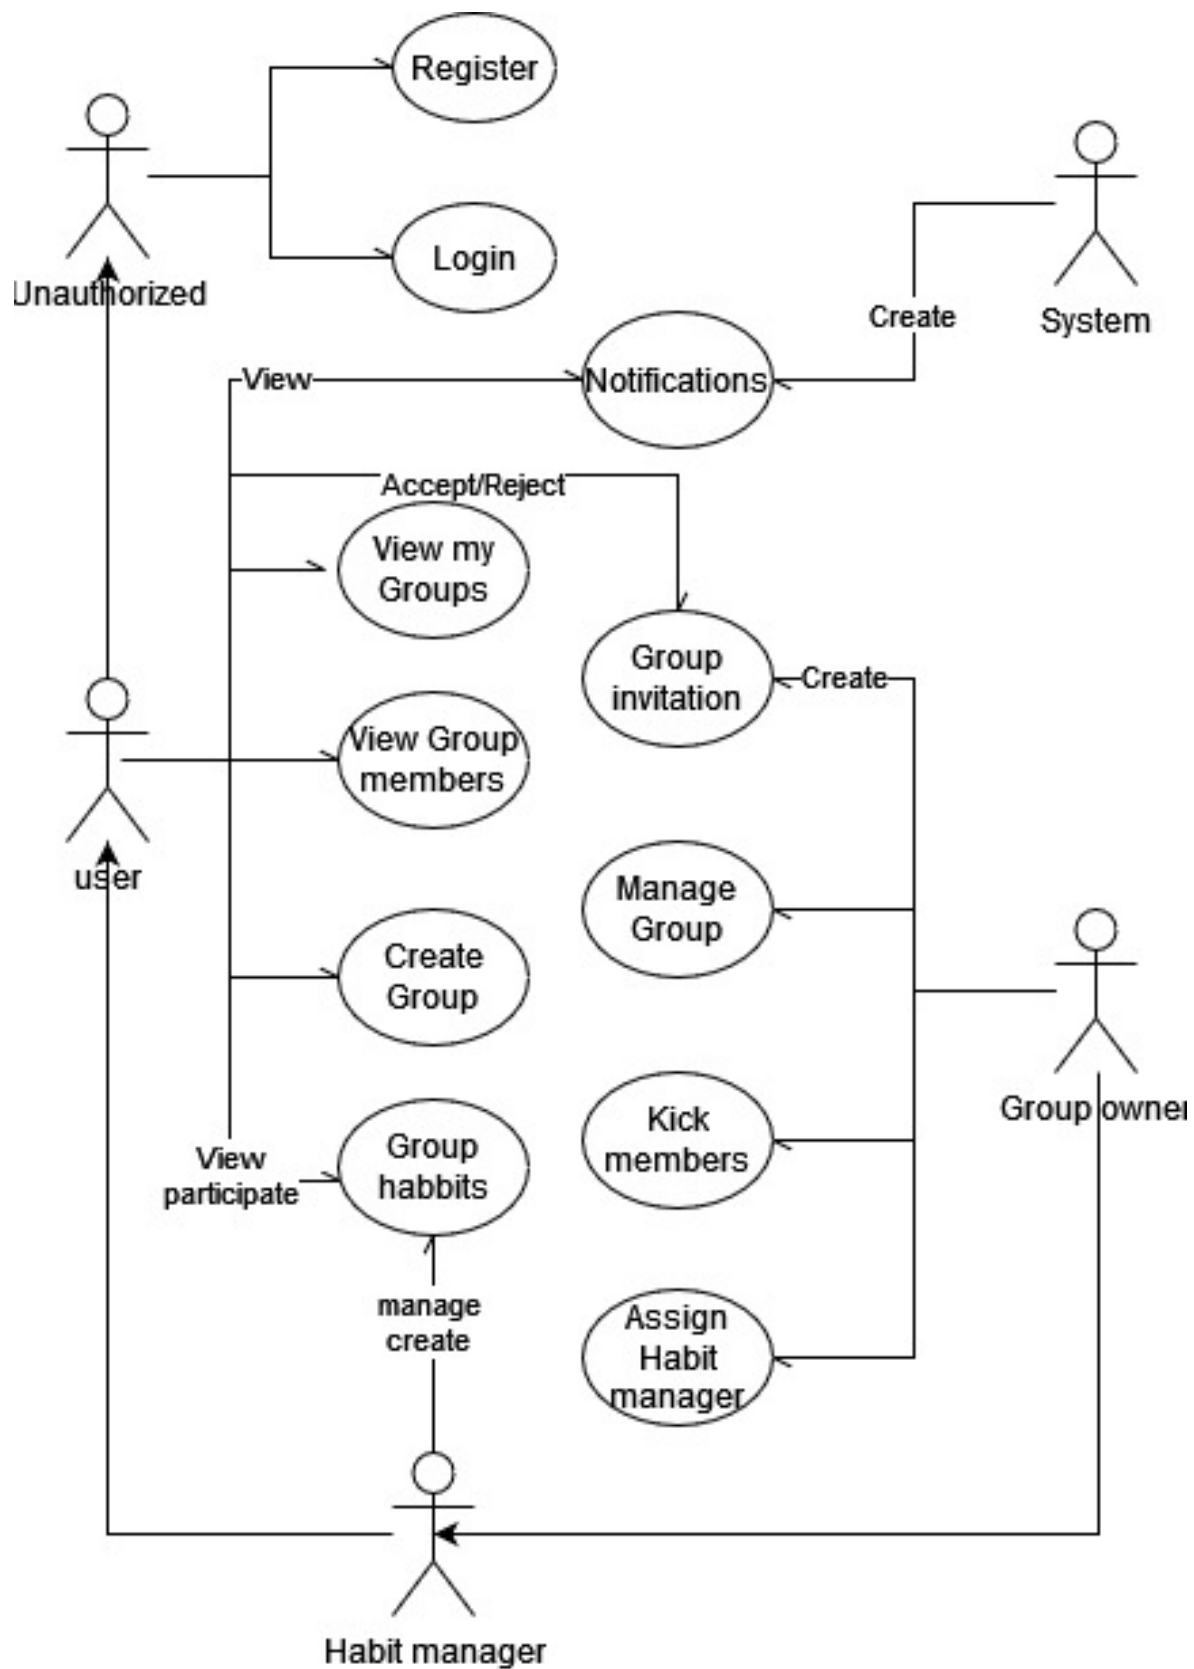 Register
Login
Unauthorized
System
Create
View
Notifications
Accept/Reject
View my
Groups
Group
invitation
Create
View Group
members
user
Manage
Group
Create
Group
Group owner
View
participate
Group
habbits
Kick
members
manage
create
Assign
Habit
manager
Habit manager